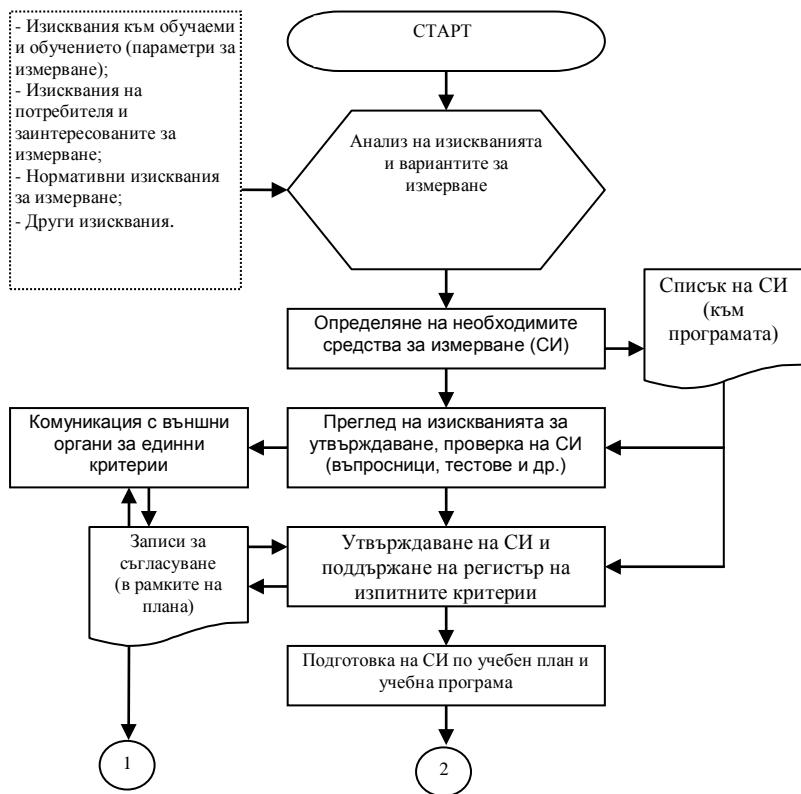 - Изисквания към обучаеми
и обучението (параметри за
измерване);
- Изисквания на
потребителя и
заинтересованите за
измерване;
- Нормативни изисквания
за измерване;
- Други изисквания.
СТАРТ
Анализ на изискванията
и вариантите за
измерване
Определяне на необходимите
средства за измерване (СИ)
Списък на СИ
(към
програмата)
Комуникация с външни
органи за единни
критерии
Преглед на изискванията за
утвърждаване, проверка на СИ
(въпросници, тестове и др.)
Записи за
съгласуване
(в рамките на
плана)
Утвърждаване на СИ и
поддържане на регистър на
изпитните критерии
Подготовка на СИ по учебен план и
учебна програма
1
2